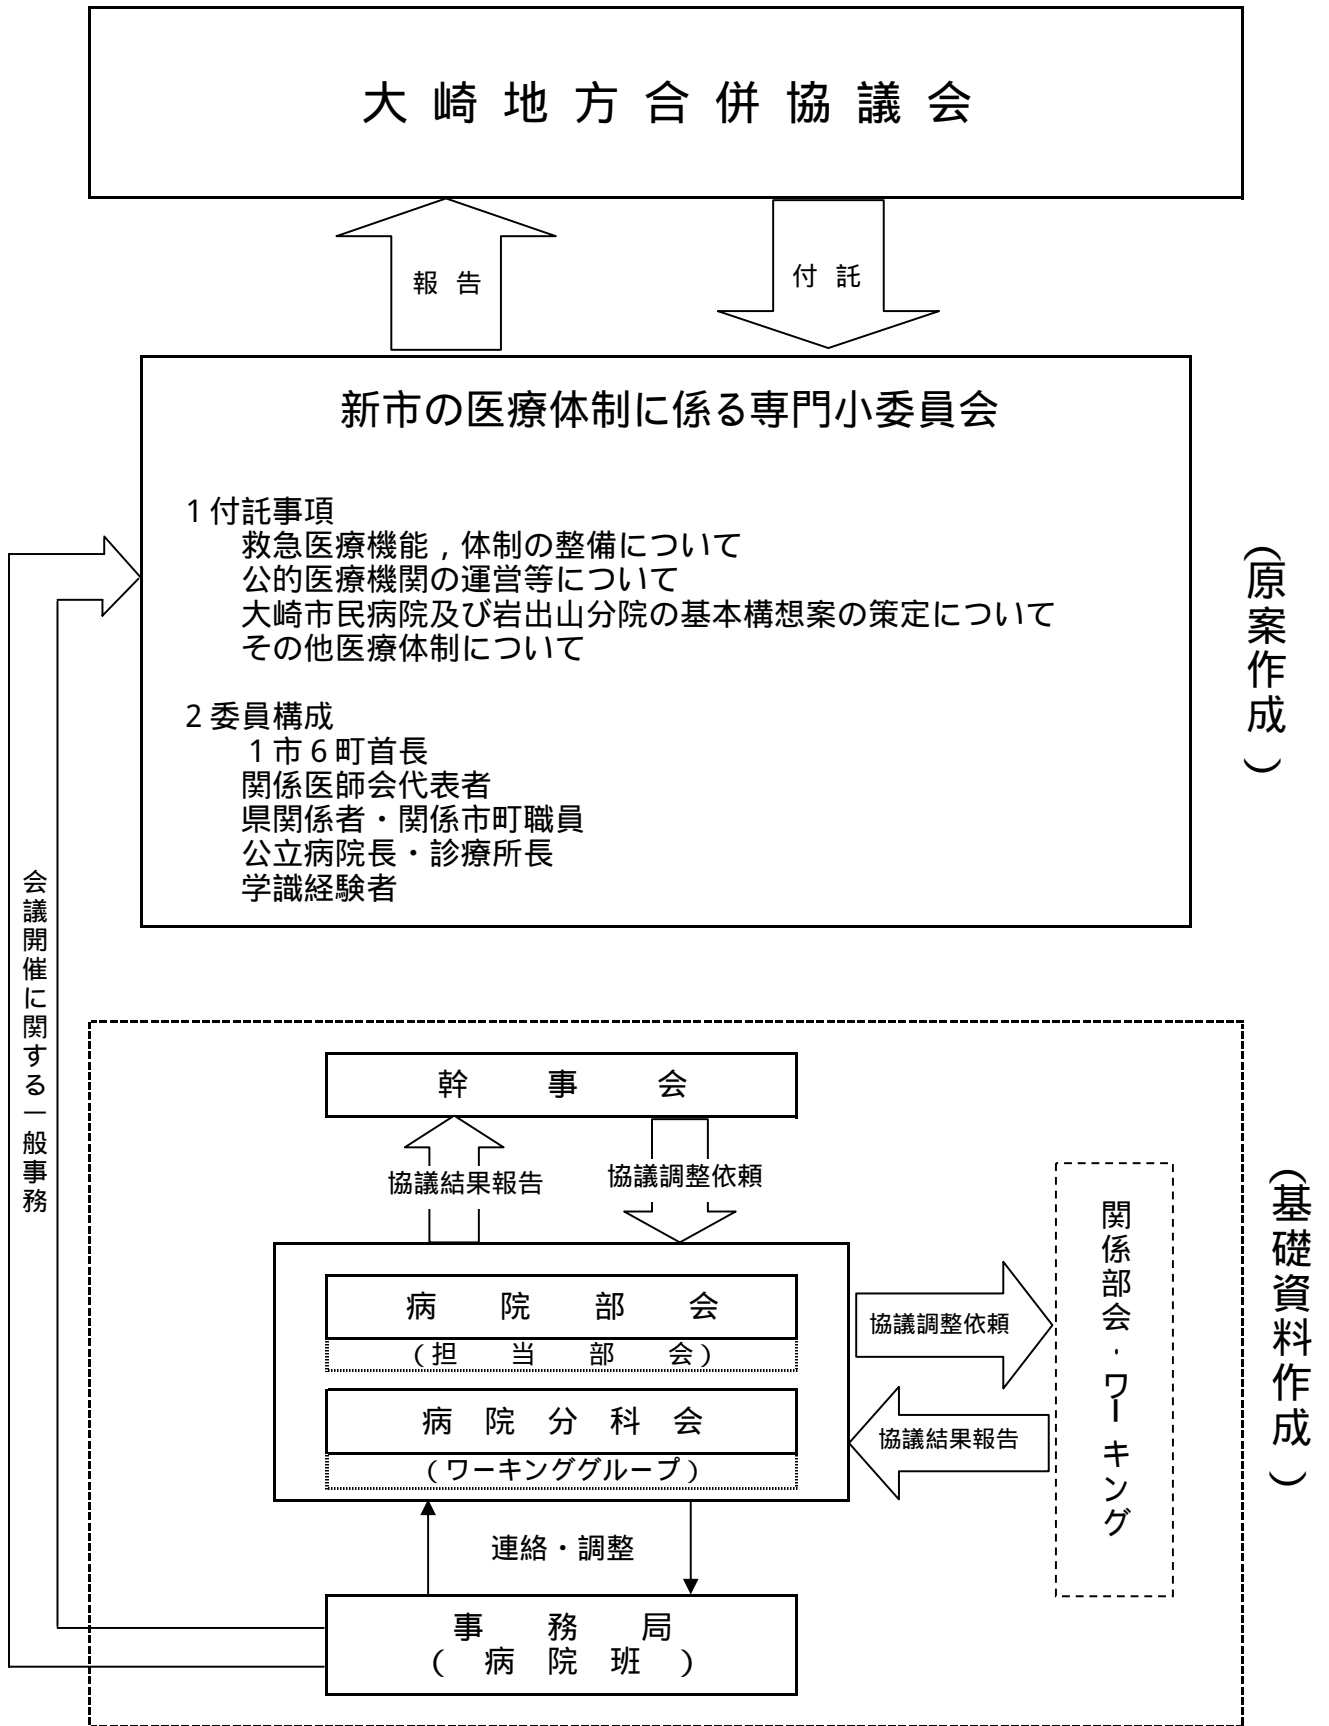 大崎地方合併協議会
報告
付託
新市の医療体制に係る専門小委員会
1 付託事項
救急医療機能，体制の整備について
公的医療機関の運営等について
大崎市民病院及び岩出山分院の基本構想案の策定について
その他医療体制について
2 委員構成
1市6町首長
関係医師会代表者
県関係者・関係市町職員
公立病院長・診療所長
学識経験者
（原案作成）
会議開催に関する一般事務
幹事会
協議結果報告
協議調整依頼
病院部会
（担当部会）
病院分科会
（ワーキンググループ）
協議調整依頼
協議結果報告
関係部会・ワーキング
（基礎資料作成）
連絡・調整
事務局
（病院班）